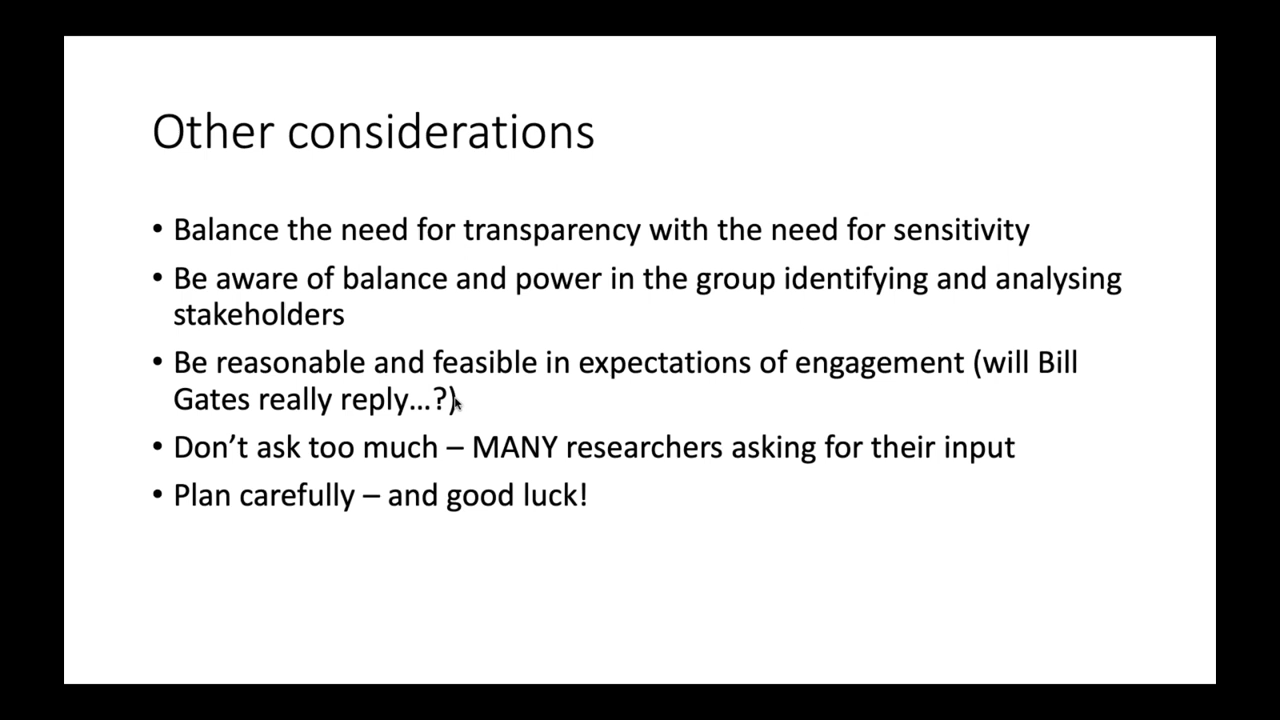 Other considerations
• Balance the need for transparency with the need for sensitivity
• Be aware of balance and power in the group identifying and analysing
stakeholders
• Be reasonable and feasible in expectations of engagement (will Bill
Gates really reply…?)
• Don’t ask too much – MANY researchers asking for their input
• Plan carefully – and good luck!